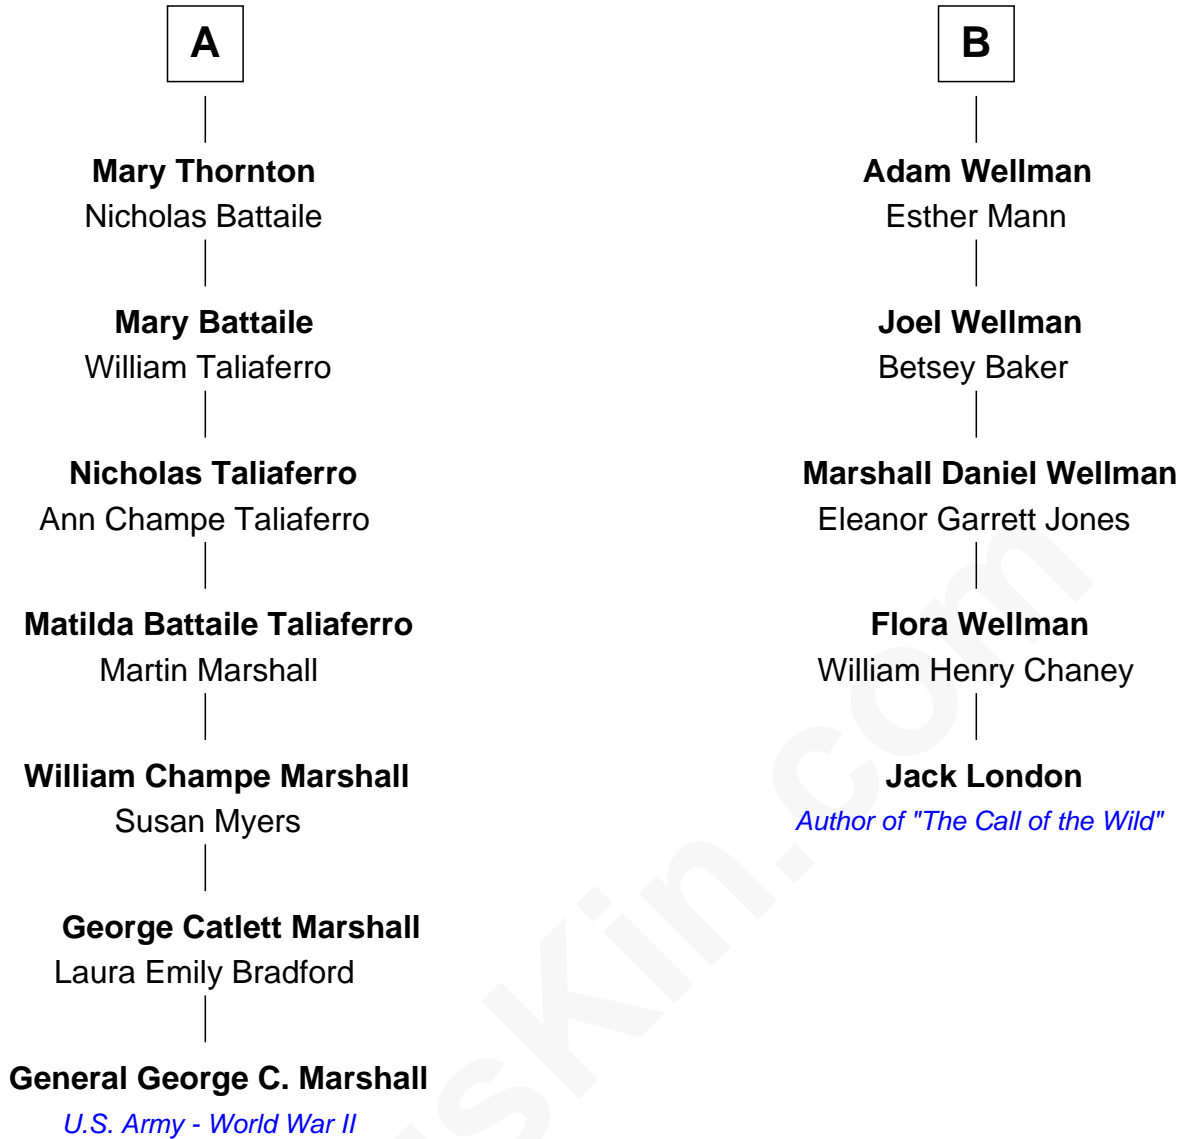 A
Mary Thornton
Nicholas Battaile
Mary Battaile
William Taliaferro
Nicholas Taliaferro
Ann Champe Taliaferro
Matilda Battaile Taliaferro
Martin Marshall
William Champe Marshall
Susan Myers
George Catlett Marshall
Laura Emily Bradford
General George C. Marshall
U.S. Army - World War II
B
Adam Wellman
Esther Mann
Joel Wellman
Betsey Baker
Marshall Daniel Wellman
Eleanor Garrett Jones
Flora Wellman
William Henry Chaney
Jack London
Author of "The Call of the Wild"
usKin.com